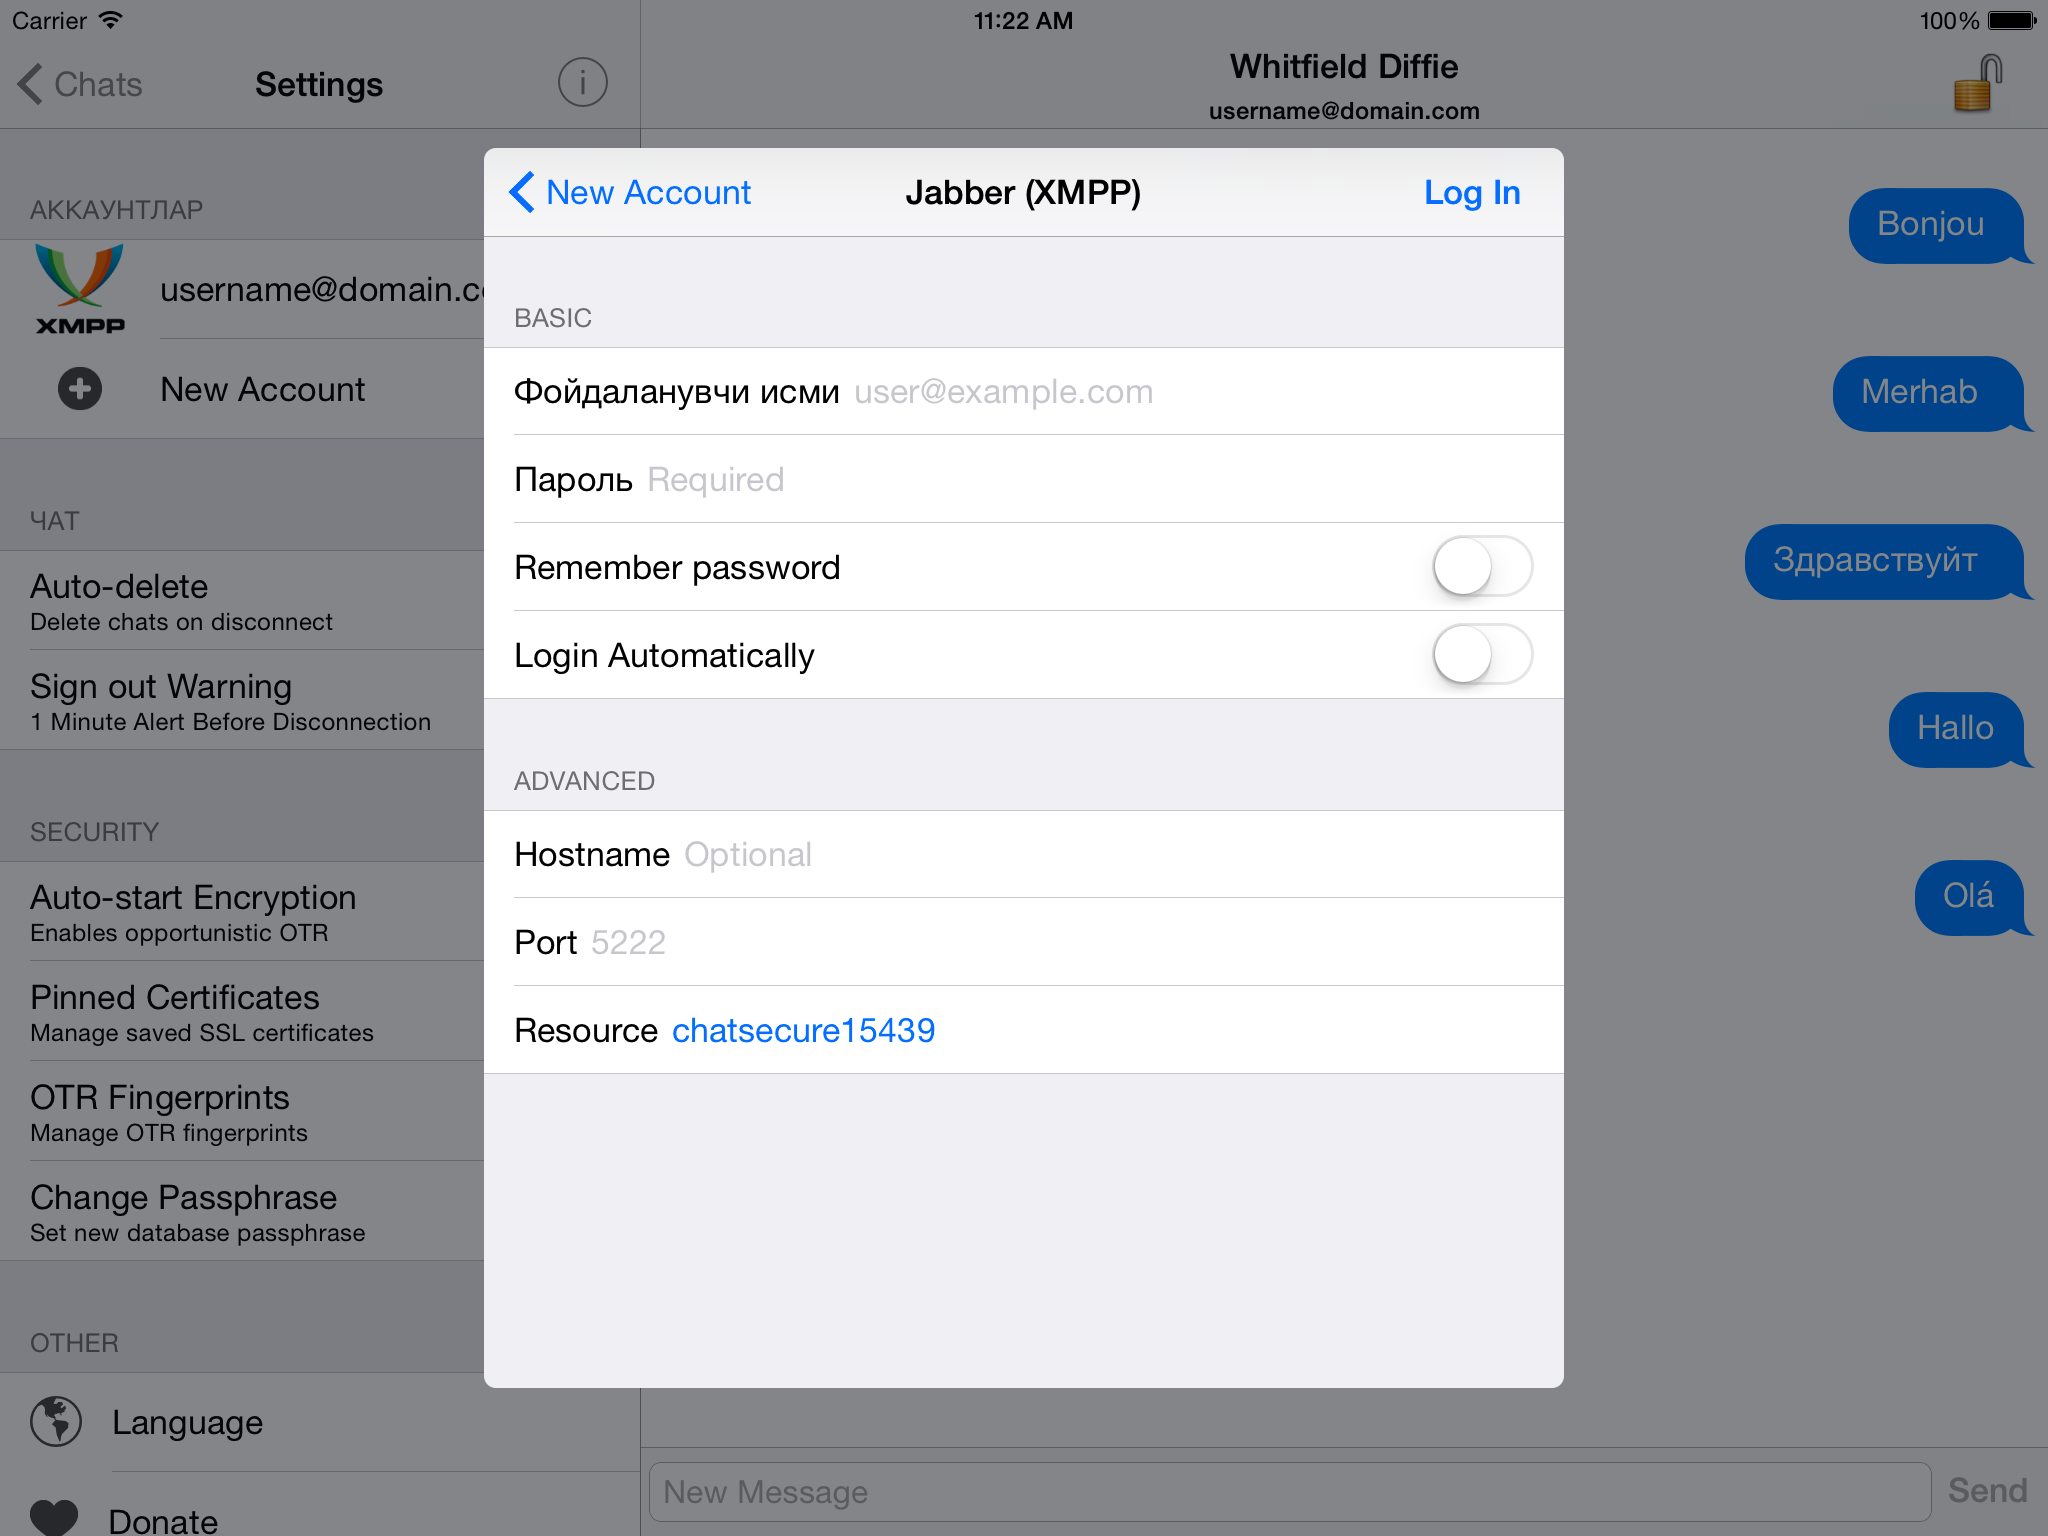 Carrier
11:22 AM
100%
Chats
Settings
i
Whitfield Diffie
username@domain.com
АККАУНТЛАР
XMPP
username@domain.c
New Account
ЧАТ
Auto-delete
Delete chats on disconnect
Sign out Warning
1 Minute Alert Before Disconnection
SECURITY
Auto-start Encryption
Enables opportunistic OTR
Pinned Certificates
Manage saved SSL certificates
OTR Fingerprints
Manage OTR fingerprints
Change Passphrase
Set new database passphrase
OTHER
Language
Donate
New Account
Jabber (XMPP)
Log In
BASIC
Фойдаланувчи исми user@example.com
Пароль Required
Remember password
Login Automatically
ADVANCED
Hostname Optional
Port 5222
Resource chatsecure15439
Bonjou
Merhab
Здравствуйт
Hallo
Olá
New Message
Send